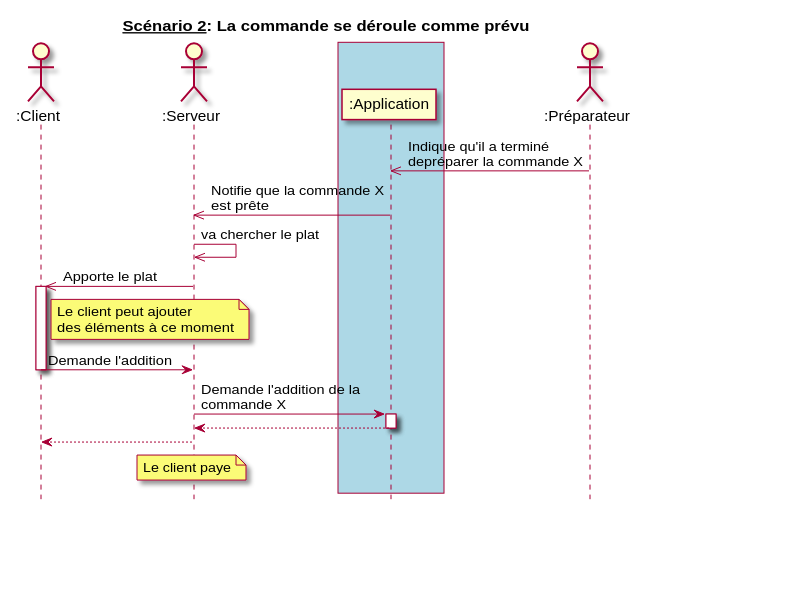 Scénario 2: La commande se déroule comme prévu
:Client
:Serveur
:Application
:Préparateur
Indique qu'il a terminé
depréparer la commande X
Notifie que la commande X
est prête
va chercher le plat
Apporte le plat
Le client peut ajouter
des éléments à ce moment
Demande l'addition
Demande l'addition de la
commande X
Le client paye